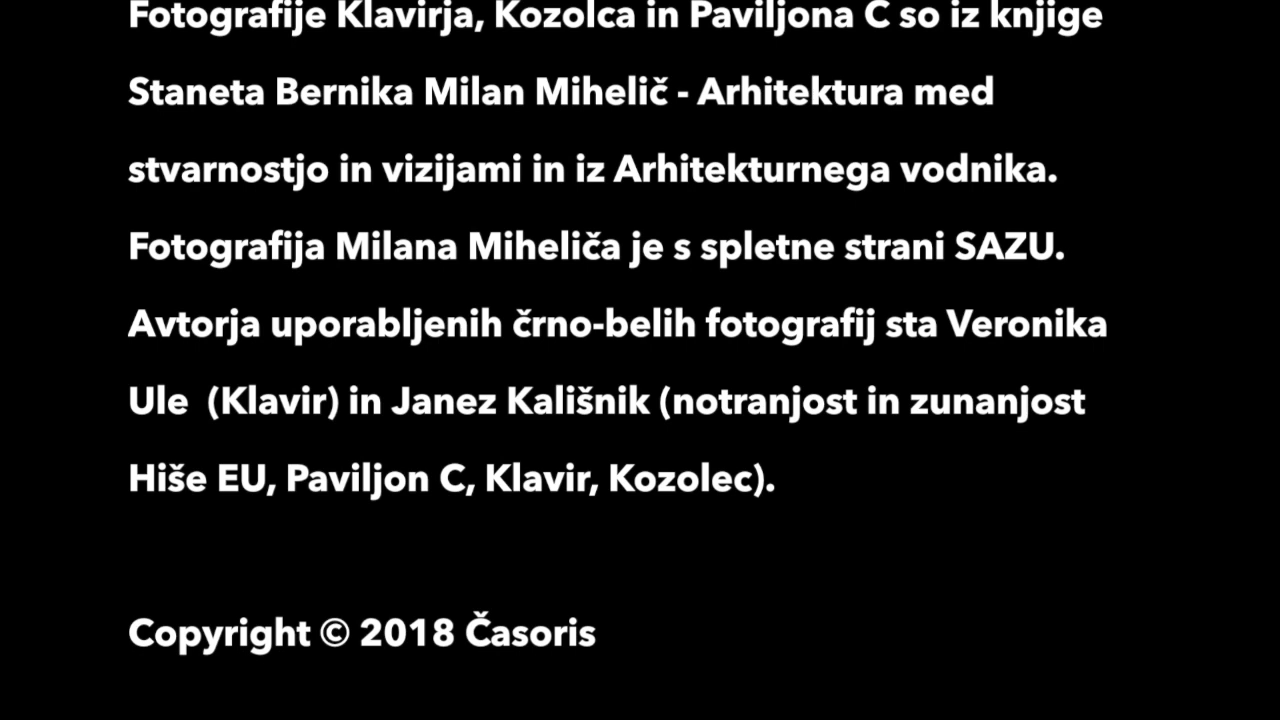 Fotografije Klavirja, Kozolca in Paviljona C so iz knjige
Staneta Bernika Milan Mihelič - Arhitektura med
stvarnostjo in vizijami in iz Arhitekturnega vodnika.
Fotografija Milana Miheliča je s spletne strani SAZU.
Avtorja uporabljenih črno-belih fotografij sta Veronika
Ule  (Klavir) in Janez Kališnik (notranjost in zunanjost
Hiše EU, Paviljon C, Klavir, Kozolec).
Copyright © 2018 Časoris